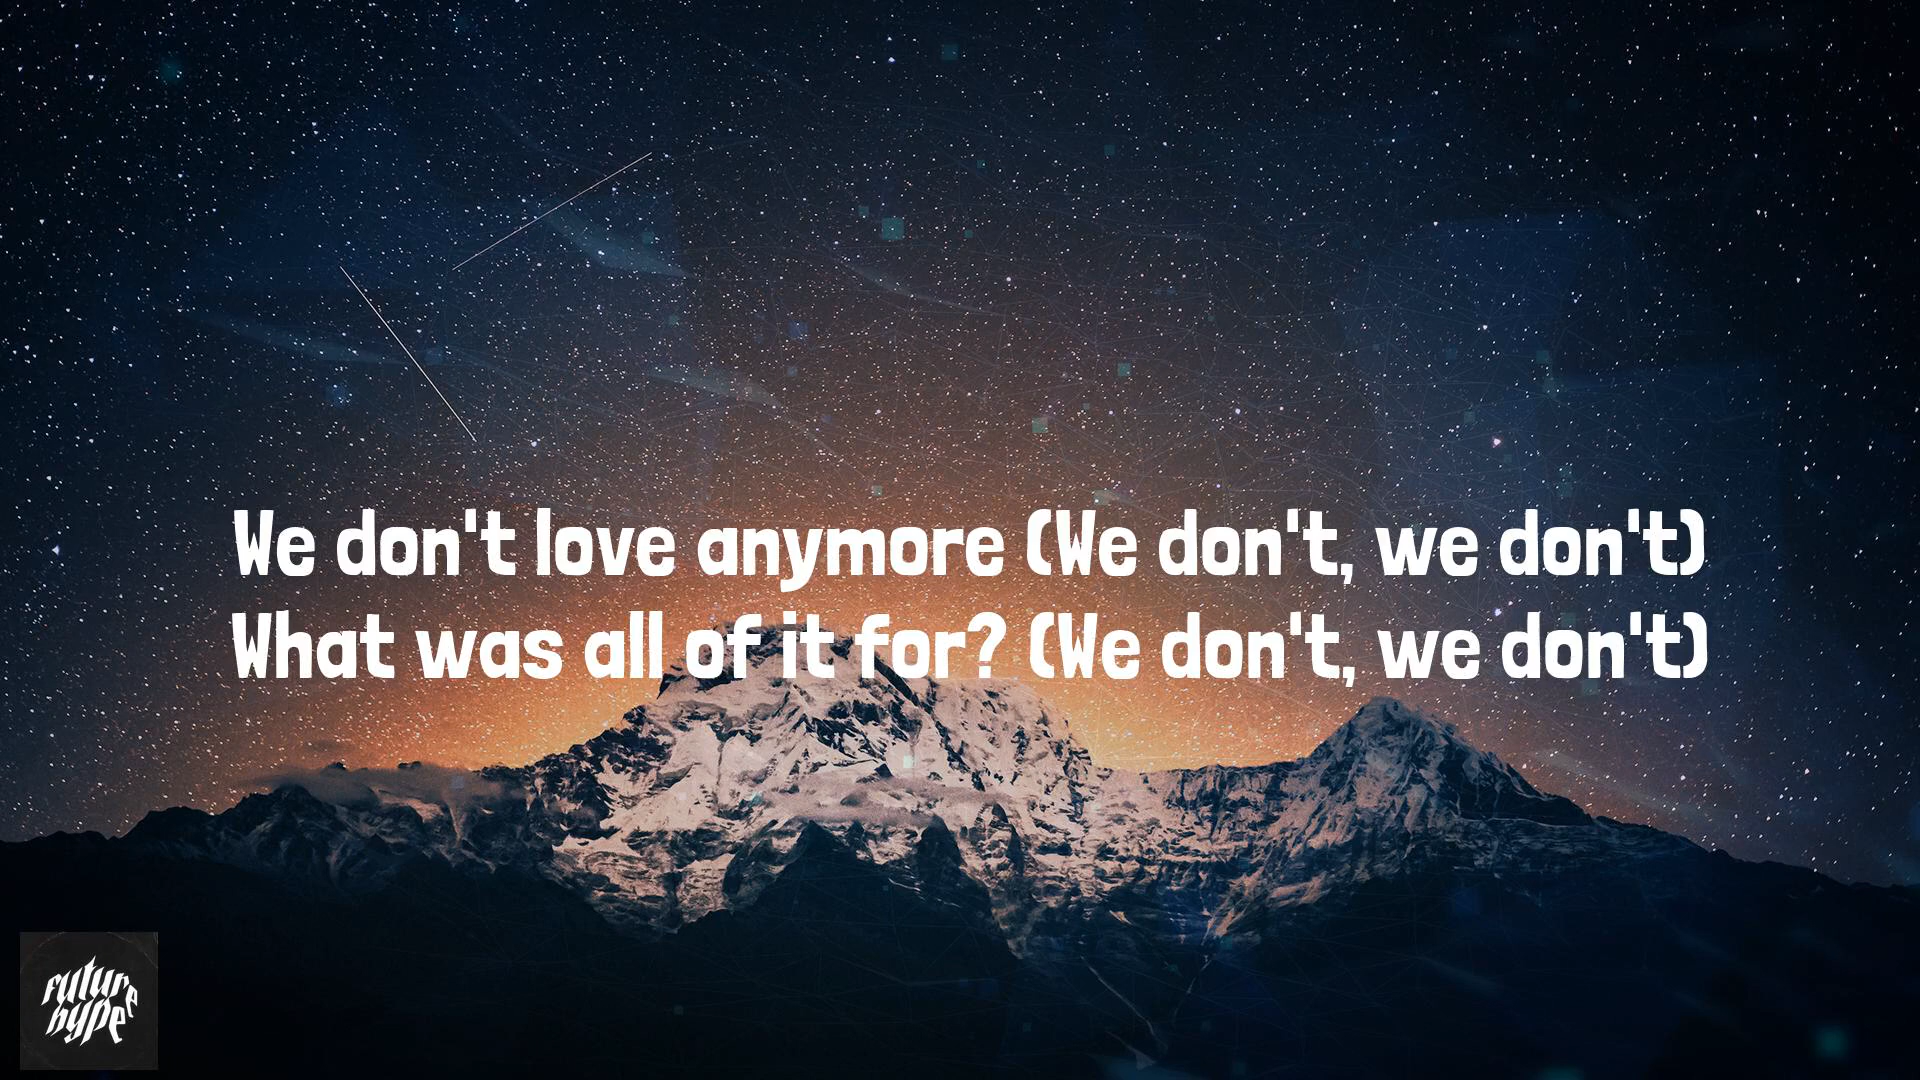 We don't love anymore (We don't, we don't)
What was all of it for? (We don't, we don't)
future
hype